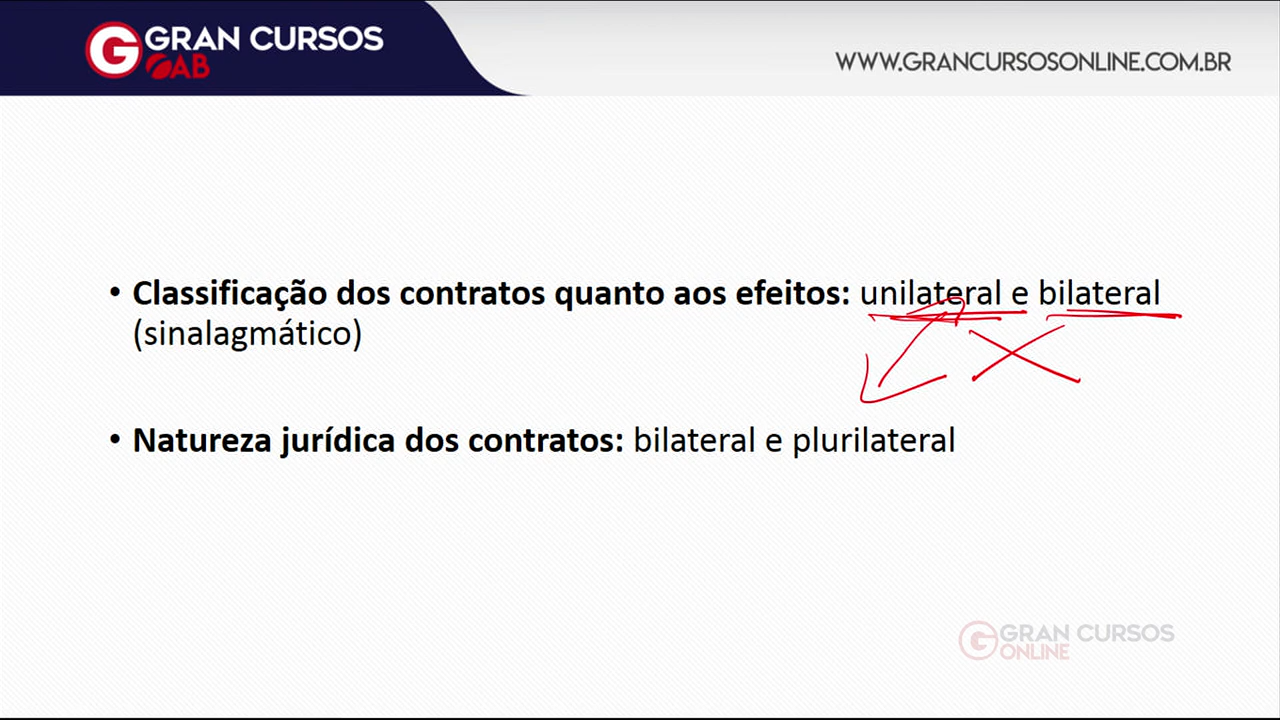 GRAN CURSOS
OAB
WWW.GRANCURSOSONLINE.COM.BR
• Classificação dos contratos quanto aos efeitos: unilateral e bilateral
(sinalagmático)
• Natureza jurídica dos contratos: bilateral e plurilateral
GRAN CURSOS
ONLINE